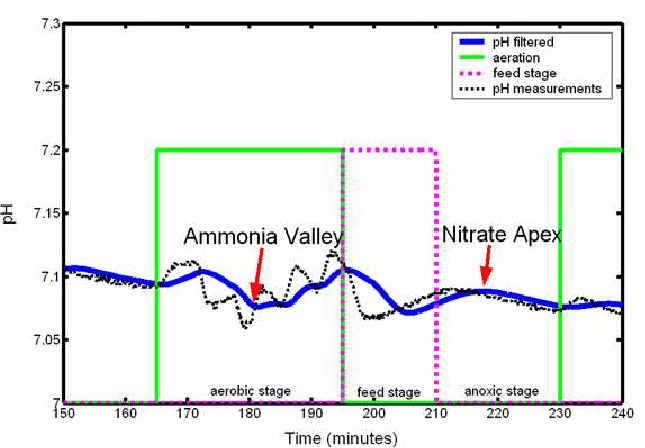 7.3
7.25
7.2
7.15
7.1
7.05
7
pH
pH filtered
aeration
feed stage
pH measurements
Ammonia Valley
Nitrate Apex
aerobic stage
feed stage
anoxic stage
150 160 170 180 190 200 210 220 230 240
Time (minutes)